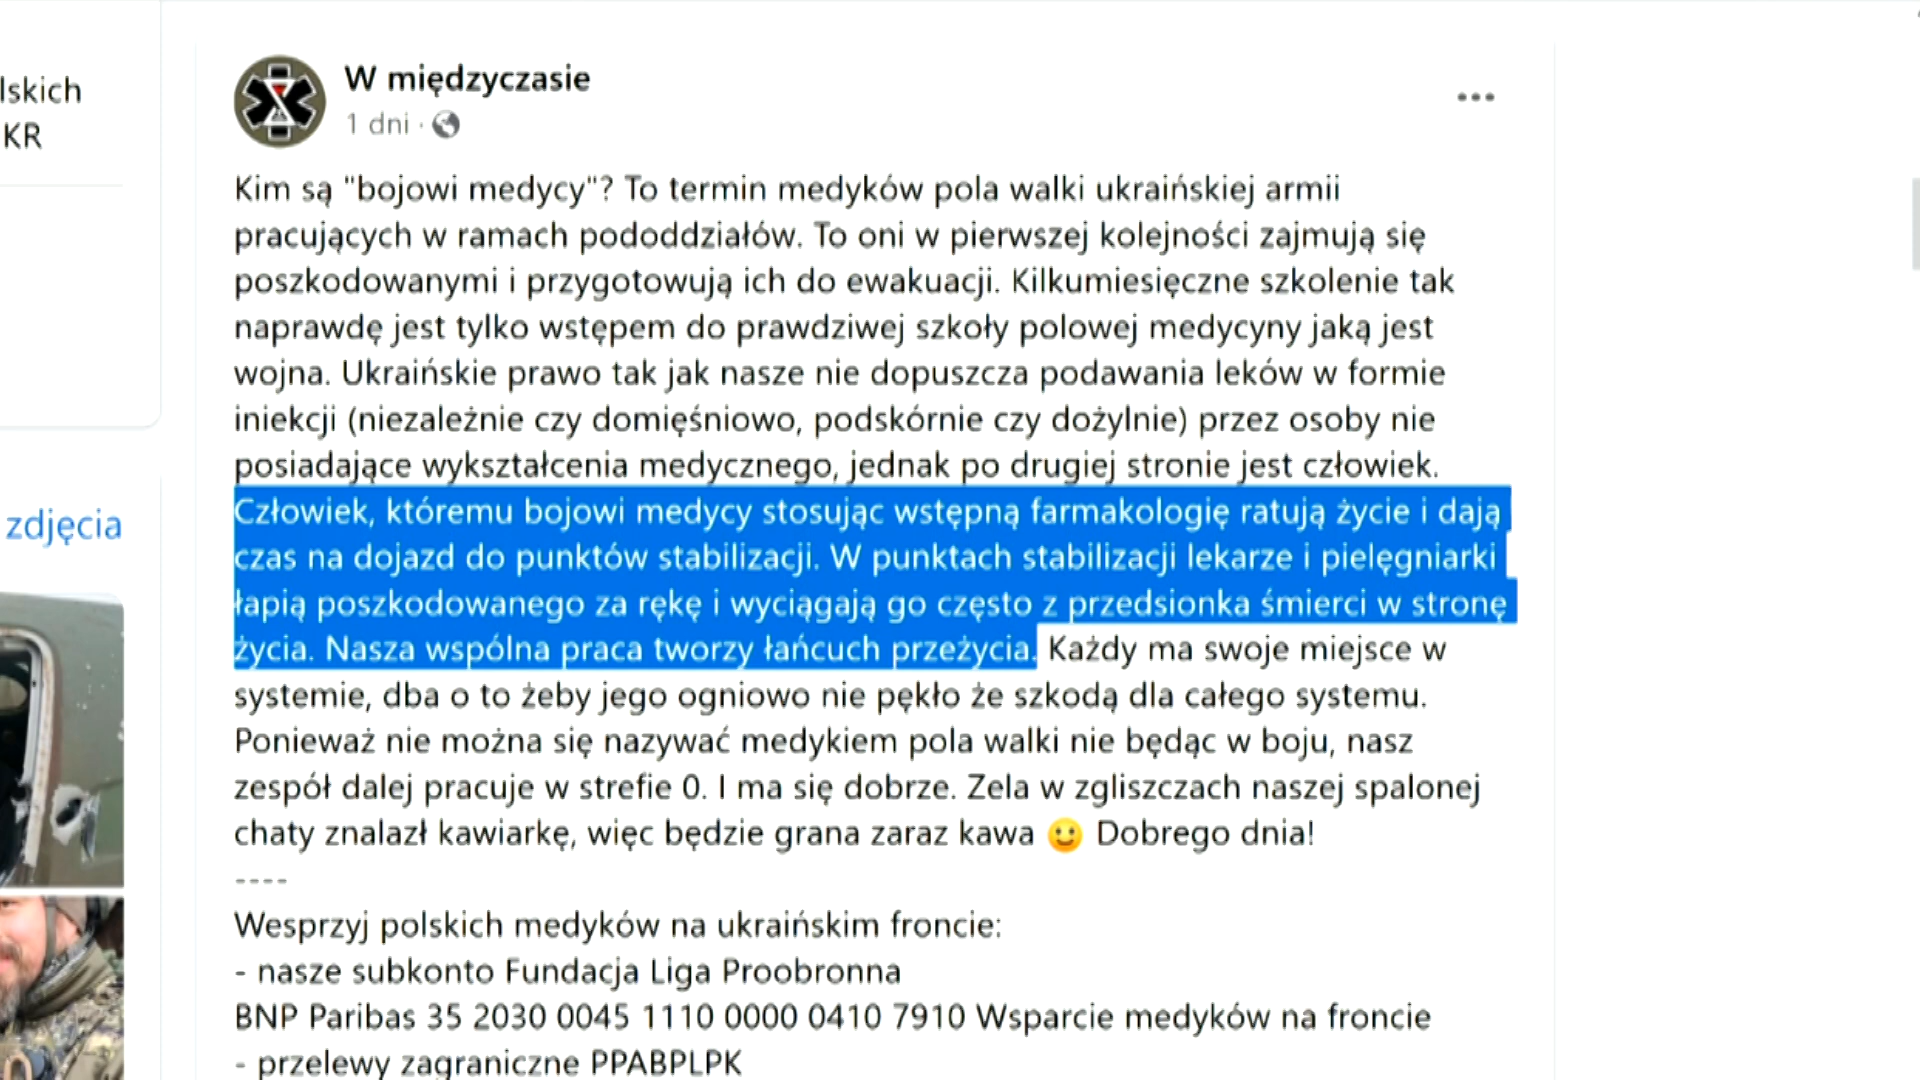 lskich
KR
zdjęcia
W międzyczasie
1 dni ·
Kim są "bojowi medycy"? To termin medyków pola walki ukraińskiej armii
pracujących w ramach pododdziałów. To oni w pierwszej kolejności zajmują się
poszkodowanymi i przygotowują ich do ewakuacji. Kilkumiesięczne szkolenie tak
naprawdę jest tylko wstępem do prawdziwej szkoły polowej medycyny jaką jest
wojna. Ukraińskie prawo tak jak nasze nie dopuszcza podawania leków w formie
iniekcji (niezależnie czy domięśniowo, podskórnie czy dożylnie) przez osoby nie
posiadające wykształcenia medycznego, jednak po drugiej stronie jest człowiek.
Człowiek, któremu bojowi medycy stosując wstępną farmakologię ratują życie i dają
czas na dojazd do punktów stabilizacji. W punktach stabilizacji lekarze i pielęgniarki
łapią poszkodowanego za rękę i wyciągają go często z przedsionka śmierci w stronę
życia. Nasza wspólna praca tworzy łańcuch przeżycia. Każdy ma swoje miejsce w
systemie, dba o to żeby jego ogniowo nie pękło że szkodą dla całego systemu.
Ponieważ nie można się nazywać medykiem pola walki nie będąc w boju, nasz
zespół dalej pracuje w strefie 0. I ma się dobrze. Zela w zgliszczach naszej spalonej
chaty znalazł kawiarkę, więc będzie grana zaraz kawa 🙂 Dobrego dnia!
----
Wesprzyj polskich medyków na ukraińskim froncie:
- nasze subkonto Fundacja Liga Proobronna
BNP Paribas 35 2030 0045 1110 0000 0410 7910 Wsparcie medyków na froncie
- przelewy zagraniczne PPABPLPK